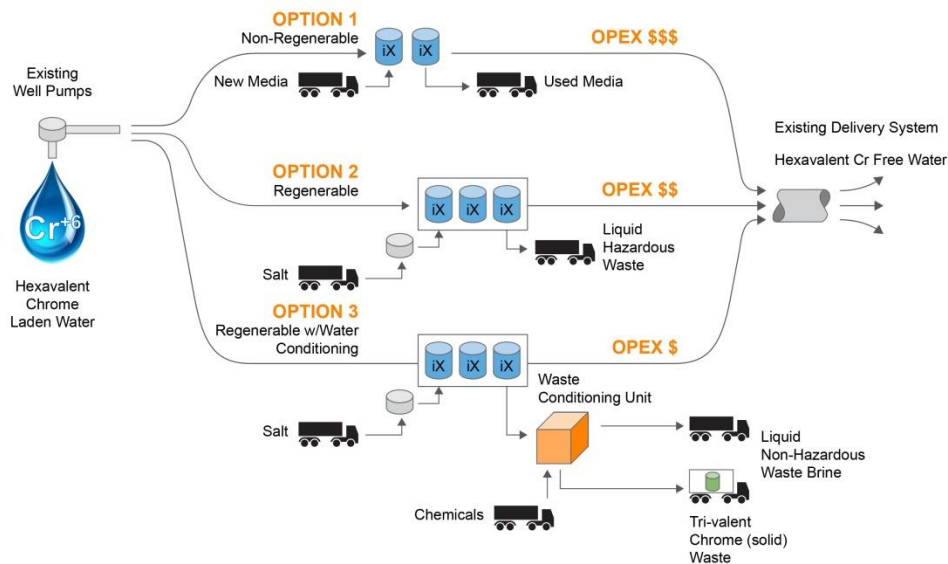 OPTION 1
Non-Regenerable
iX
iX
OPEX $$$
New Media
Used Media
Existing
Well Pumps
Cr+6
Hexavalent
Chrome
Laden Water
OPTION 2
Regenerable
iX
iX
iX
OPEX $$
Salt
Liquid
Hazardous
Waste
Existing Delivery System
Hexavalent Cr Free Water
OPTION 3
Regenerable w/Water
Conditioning
iX
iX
iX
OPEX $
Salt
Waste
Conditioning Unit
Chemicals
Liquid
Non-Hazardous
Waste Brine
Tri-valent
Chrome (solid)
Waste